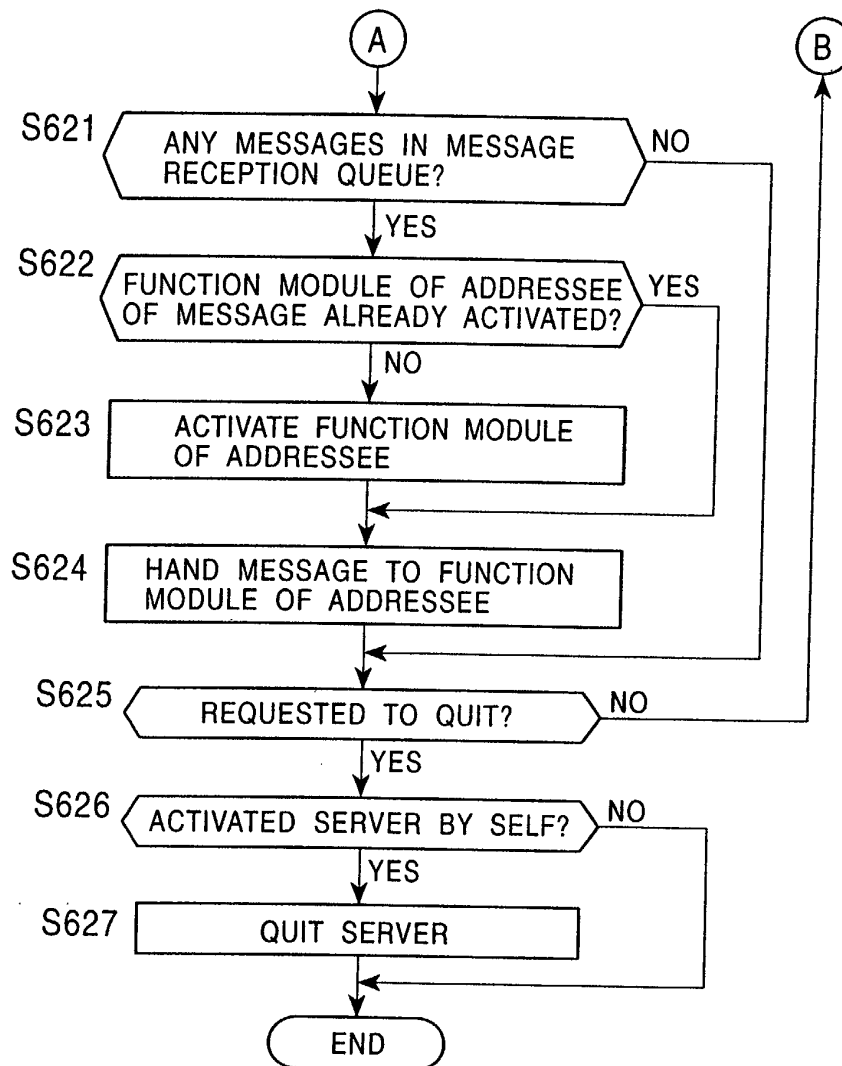 A
B
S621
ANY MESSAGES IN MESSAGE
RECEPTION QUEUE?
NO
YES
S622
FUNCTION MODULE OF ADDRESSEE
OF MESSAGE ALREADY ACTIVATED?
YES
NO
S623
ACTIVATE FUNCTION MODULE
OF ADDRESSEE
S624
HAND MESSAGE TO FUNCTION
MODULE OF ADDRESSEE
S625
REQUESTED TO QUIT?
NO
YES
S626
ACTIVATED SERVER BY SELF?
NO
YES
S627
QUIT SERVER
END